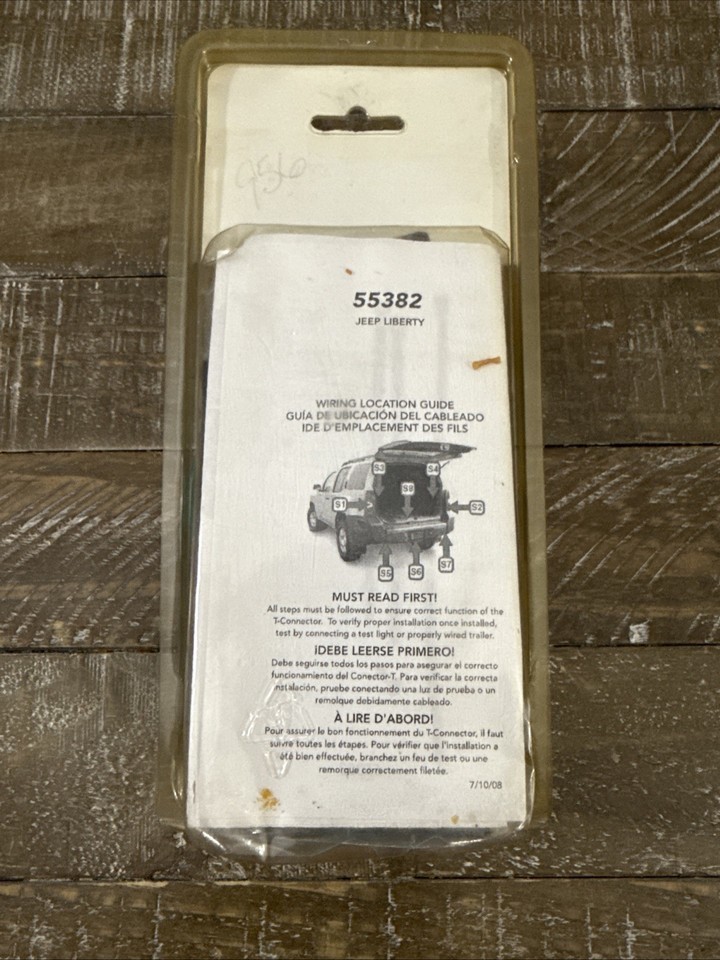 956
55382
JEEP LIBERTY
WIRING LOCATION GUIDE
GUÍA DE UBICACIÓN DEL CABLEADO
IDE D'EMPLACEMENT DES FILS
S3 S4
S9
S1 S2
S5 S6 S7
MUST READ FIRST!
All steps must be followed to ensure correct function of the
T-Connector. To verify proper installation once installed,
test by connecting a test light or properly wired trailer.
¡DEBE LEERSE PRIMERO!
Debe seguirse todos los pasos para asegurar el correcto
funcionamiento del Conector-T. Para verificar la correcta
instalación, pruebe conectando una luz de prueba o un
remolque debidamente cableado.
À LIRE D'ABORD!
Pour assurer le bon fonctionnement du T-Connector, il faut
suivre toutes les étapes. Pour vérifier que l'installation a
été bien effectuée, branchez un feu de test ou une
remorque correctement filetée.
7/10/08